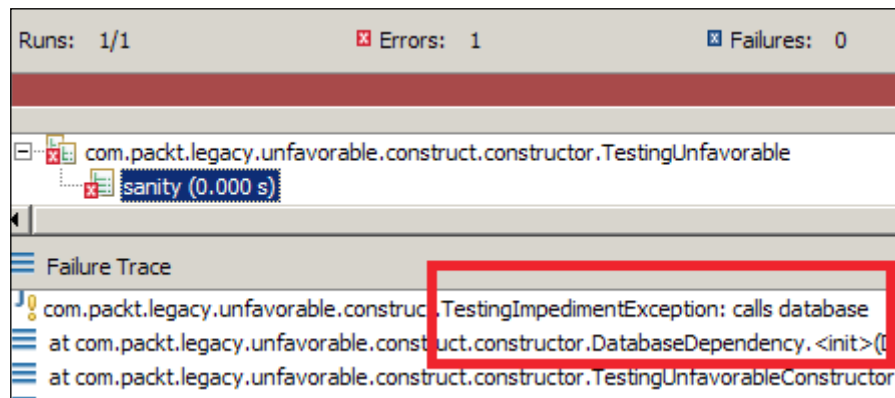 Runs: 1/1 Errors: 1 Failures: 0
com.packt.legacy.unfavorable.construct.constructor.TestingUnfavorable
sanity (0.000 s)
Failure Trace
com.packt.legacy.unfavorable.construct.TestingImpedimentException: calls database
at com.packt.legacy.unfavorable.construct.constructor.DatabaseDependency.<init>(D
at com.packt.legacy.unfavorable.construct.constructor.TestingUnfavorableConstructor